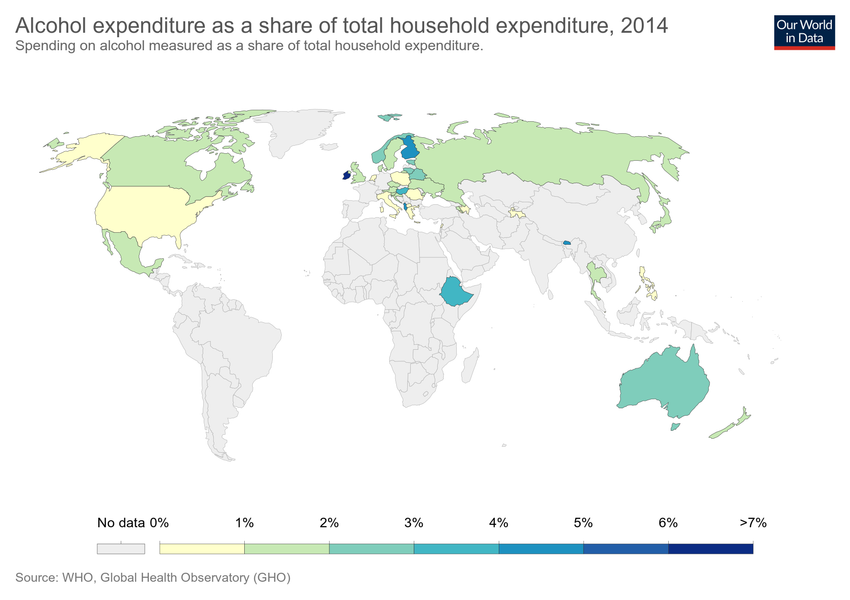 Alcohol expenditure as a share of total household expenditure, 2014
Spending on alcohol measured as a share of total household expenditure.
Our World
in Data
No data 0% 1% 2% 3% 4% 5% 6% >7%
Source: WHO, Global Health Observatory (GHO)